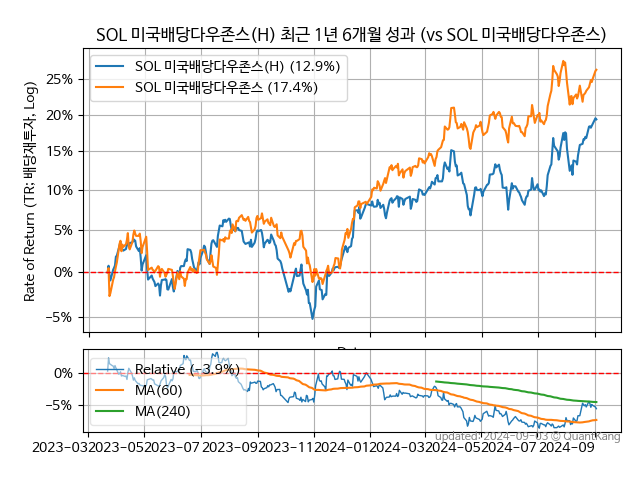 SOL 미국배당다우존스(H) 최근 1년 6개월 성과 (vs SOL 미국배당다우존스)
Rate of Return (TR: 배당재투자, Log)
SOL 미국배당다우존스(H) (12.9%)
SOL 미국배당다우존스 (17.4%)
25%
20%
15%
10%
5%
0%
−5%
Relative (−3.9%)
MA(60)
MA(240)
0%
−5%
updated: 2024-09-03 © QuantKang
2023-03
2023-05
2023-07
2023-09
2023-11
2024-01
2024-03
2024-05
2024-07
2024-09